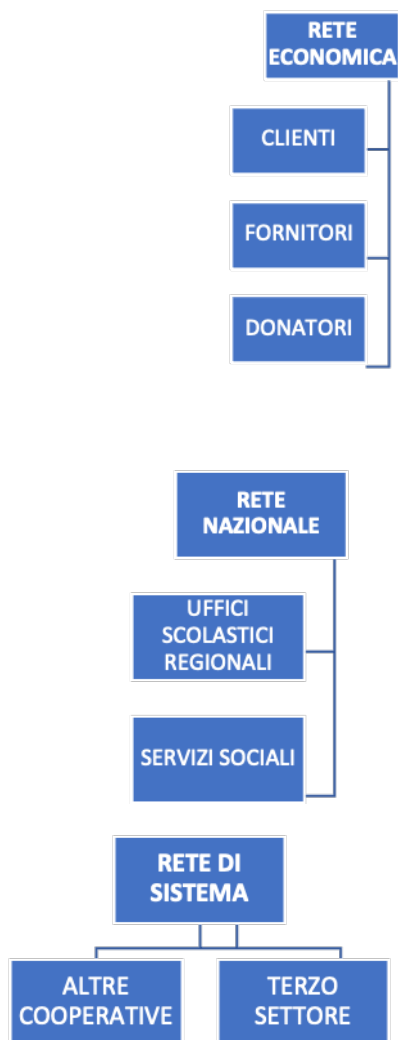 RETE
ECONOMICA
CLIENTI
FORNITORI
DONATORI
RETE
NAZIONALE
UFFICI
SCOLASTICI
REGIONALI
SERVIZI SOCIALI
RETE DI
SISTEMA
ALTRE
COOPERATIVE
TERZO
SETTORE